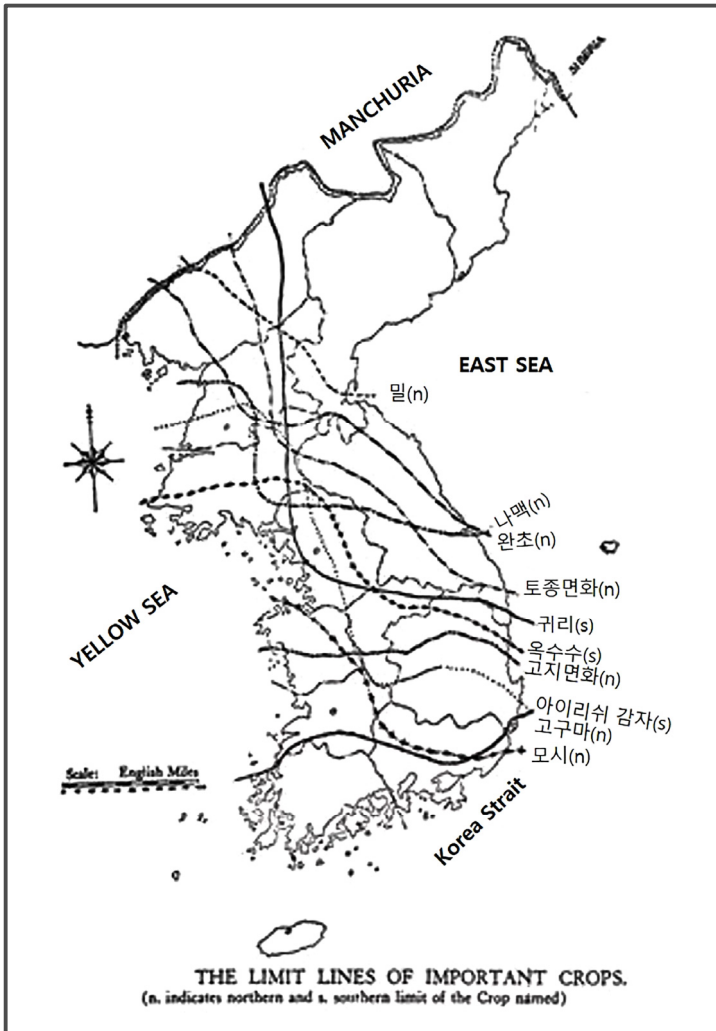 MANCHURIA
SIBERIA
EAST SEA
밀(n)
나맥(n)
완초(n)
토종면화(n)
귀리(s)
옥수수(s)
고지면화(n)
아이리쉬 감자(s)
고구마(n)
모시(n)
YELLOW SEA
Scale: English Miles
Korea Strait
THE LIMIT LINES OF IMPORTANT CROPS.
(n. indicates northern and s. southern limit of the Crop named)